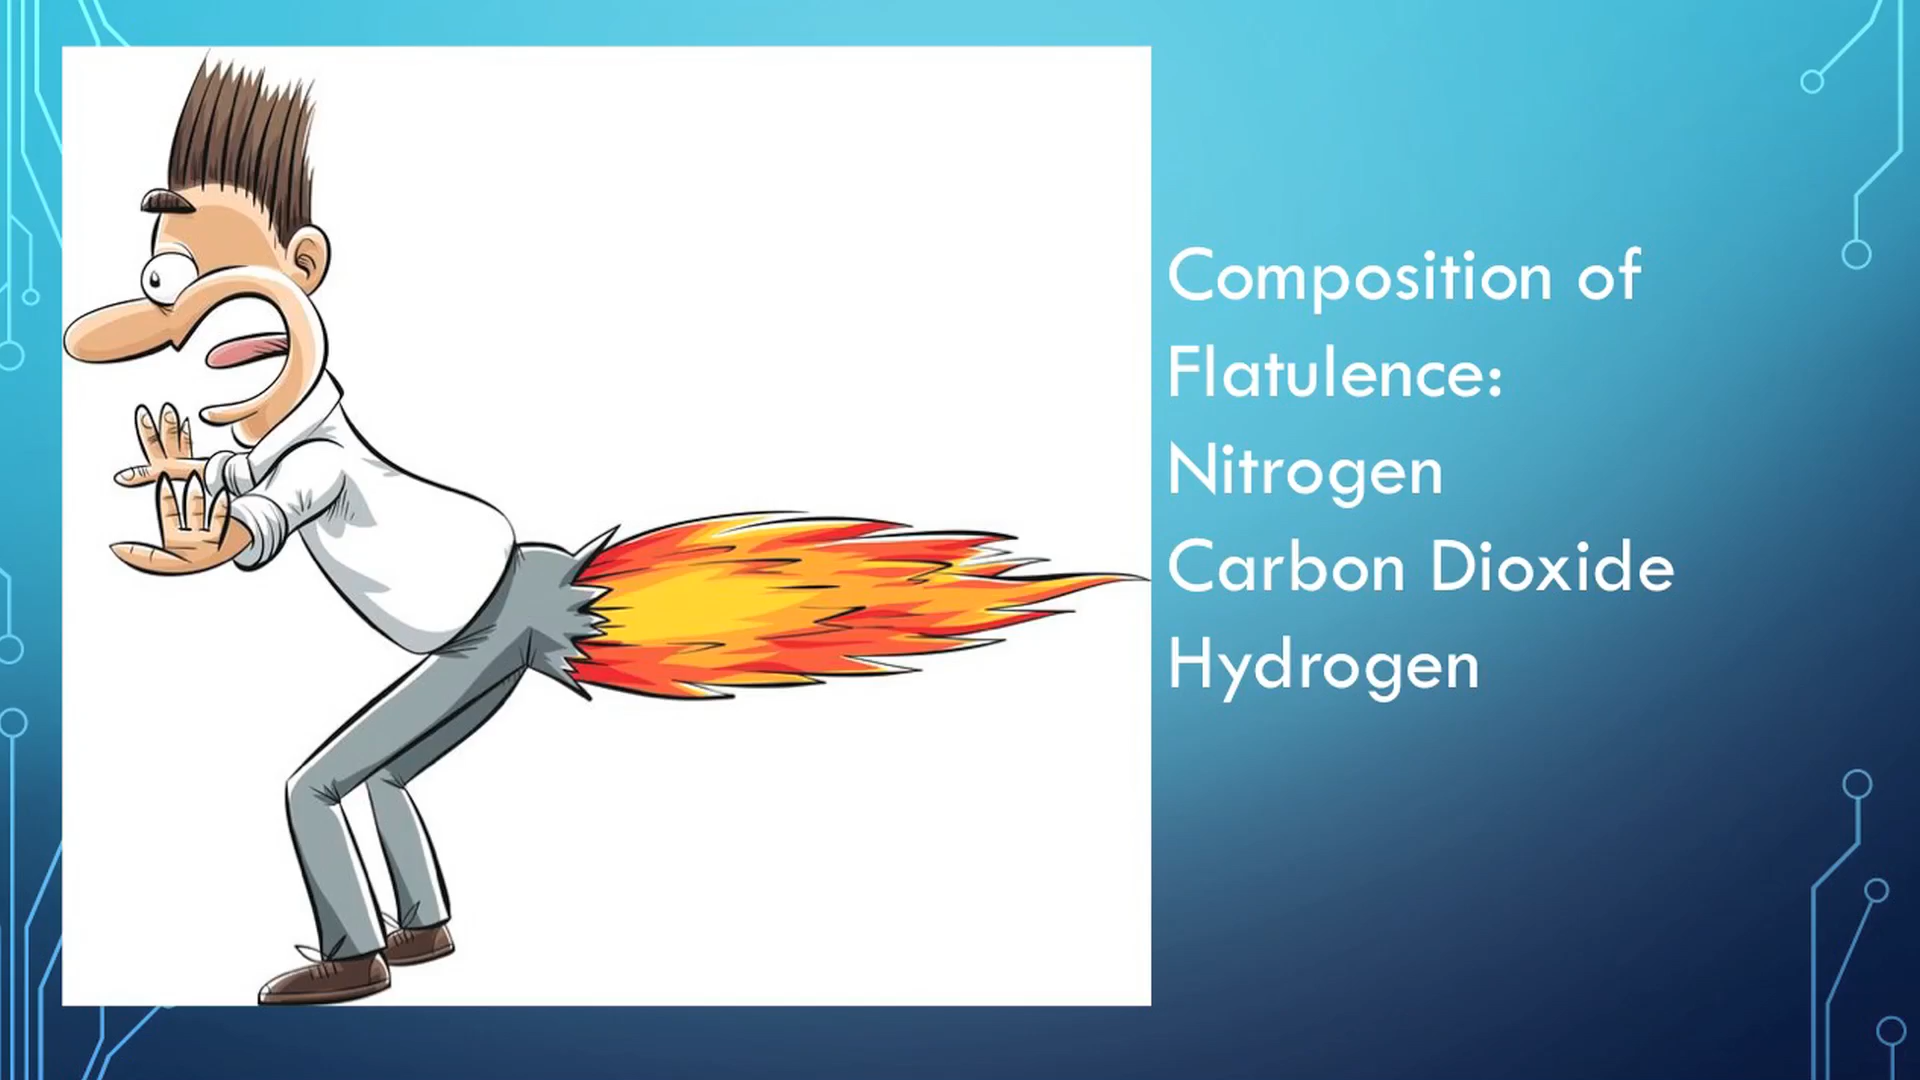 Composition of
Flatulence:
Nitrogen
Carbon Dioxide
Hydrogen